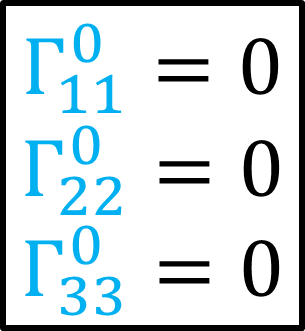 Γ⁰₁₁ = 0
Γ⁰₂₂ = 0
Γ⁰₃₃ = 0